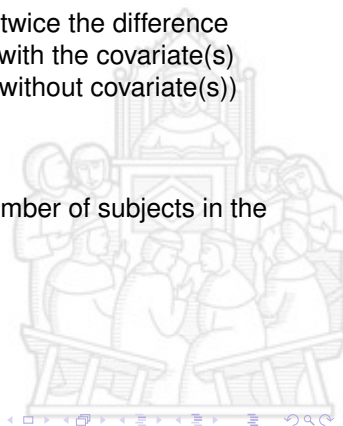 twice the difference
with the covariate(s)
without covariate(s))
mber of subjects in the